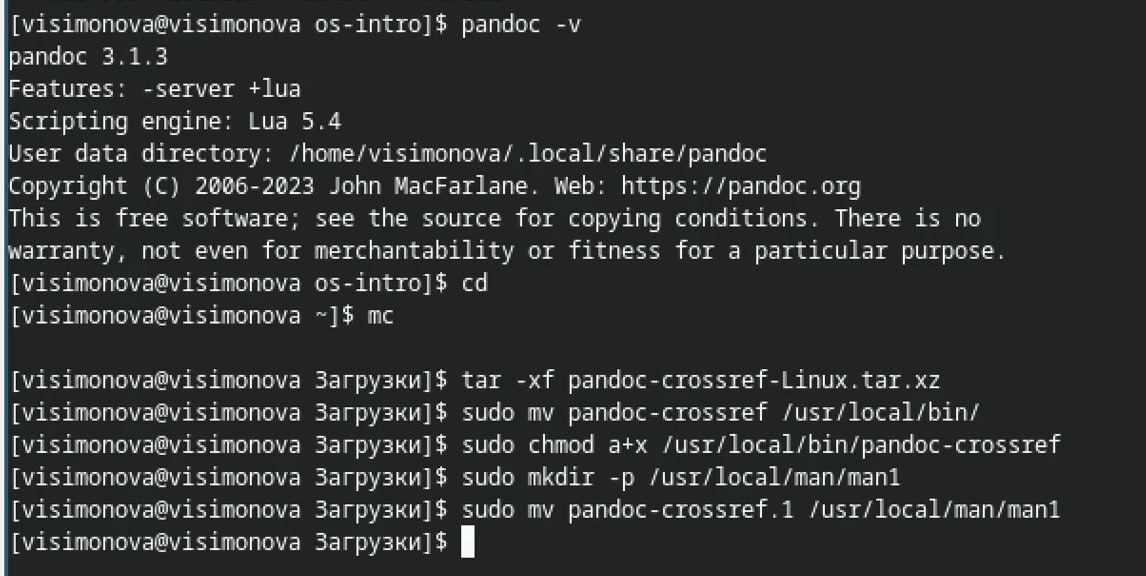 [visimonova@visimonova os-intro]$ pandoc -v
pandoc 3.1.3
Features: -server +lua
Scripting engine: Lua 5.4
User data directory: /home/visimonova/.local/share/pandoc
Copyright (C) 2006-2023 John MacFarlane. Web: https://pandoc.org
This is free software; see the source for copying conditions. There is no
warranty, not even for merchantability or fitness for a particular purpose.
[visimonova@visimonova os-intro]$ cd
[visimonova@visimonova ~]$ mc
[visimonova@visimonova Загрузки]$ tar -xf pandoc-crossref-Linux.tar.xz
[visimonova@visimonova Загрузки]$ sudo mv pandoc-crossref /usr/local/bin/
[visimonova@visimonova Загрузки]$ sudo chmod a+x /usr/local/bin/pandoc-crossref
[visimonova@visimonova Загрузки]$ sudo mkdir -p /usr/local/man/man1
[visimonova@visimonova Загрузки]$ sudo mv pandoc-crossref.1 /usr/local/man/man1
[visimonova@visimonova Загрузки]$